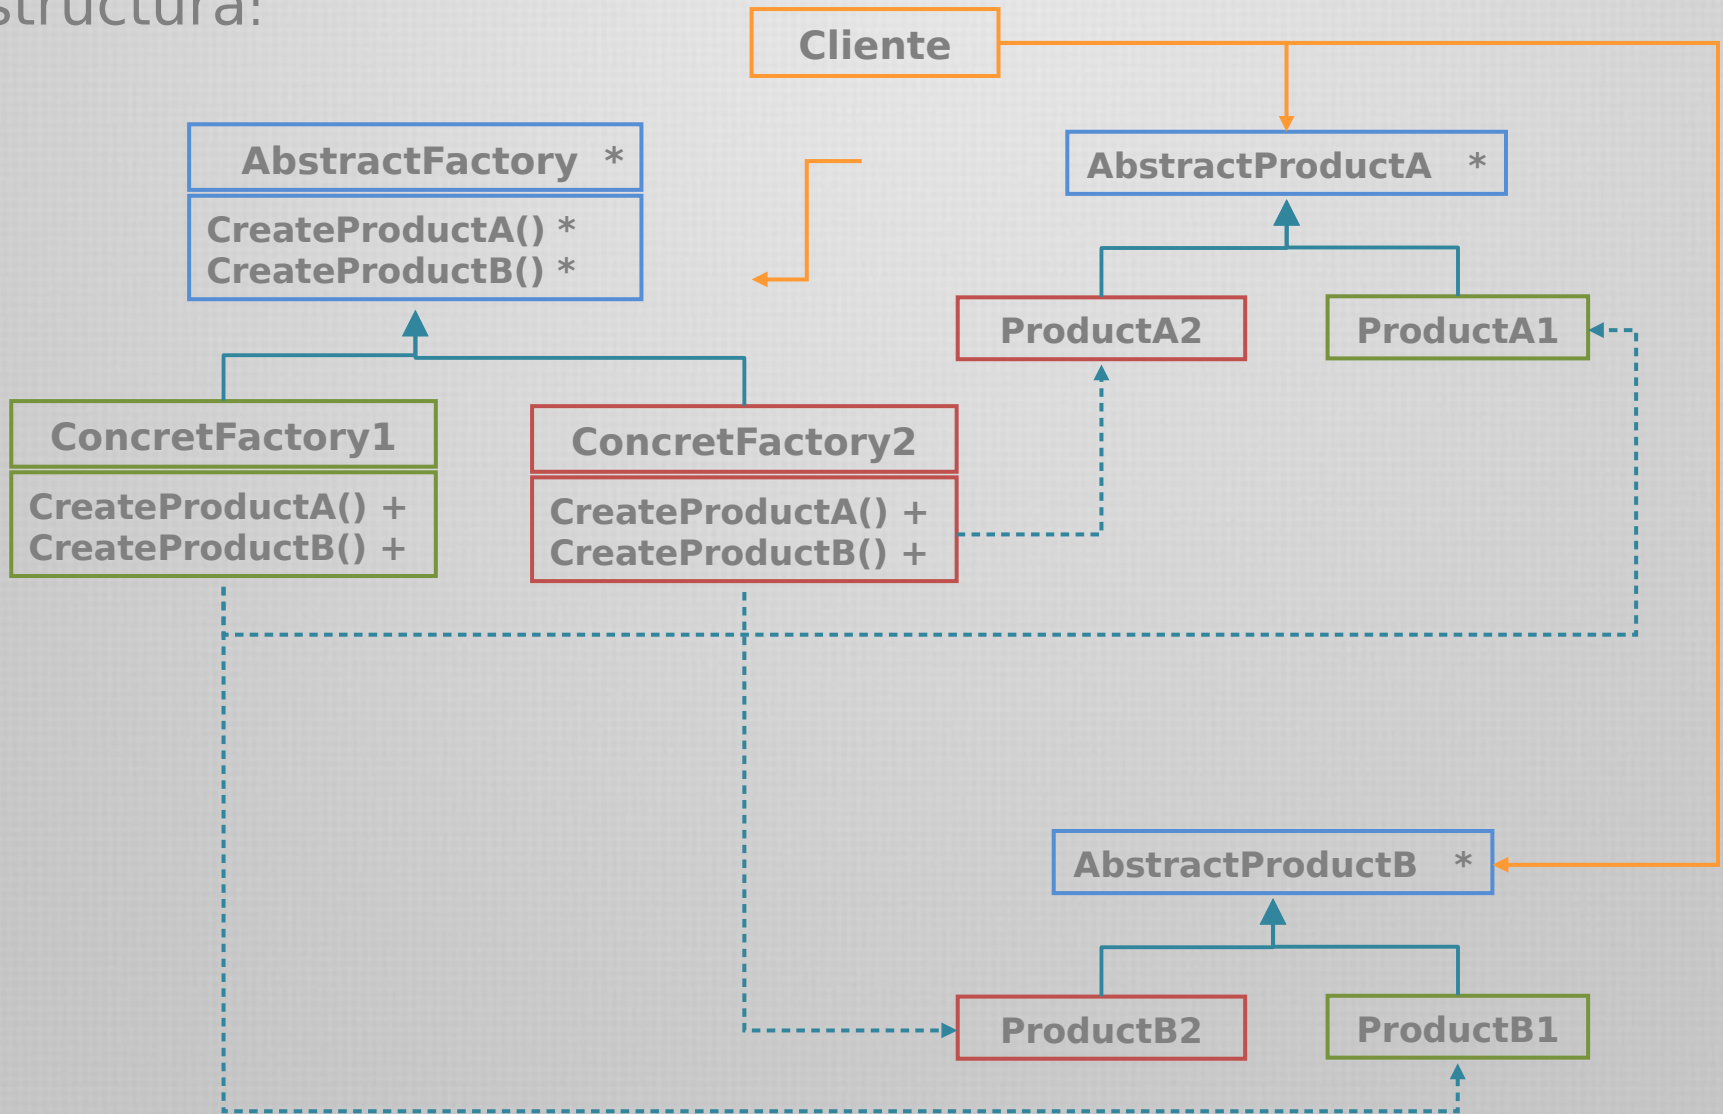 structura:
Cliente
AbstractFactory *
CreateProductA() *
CreateProductB() *
AbstractProductA *
ProductA2
ProductA1
ConcretFactory1
CreateProductA() +
CreateProductB() +
ConcretFactory2
CreateProductA() +
CreateProductB() +
AbstractProductB *
ProductB2
ProductB1